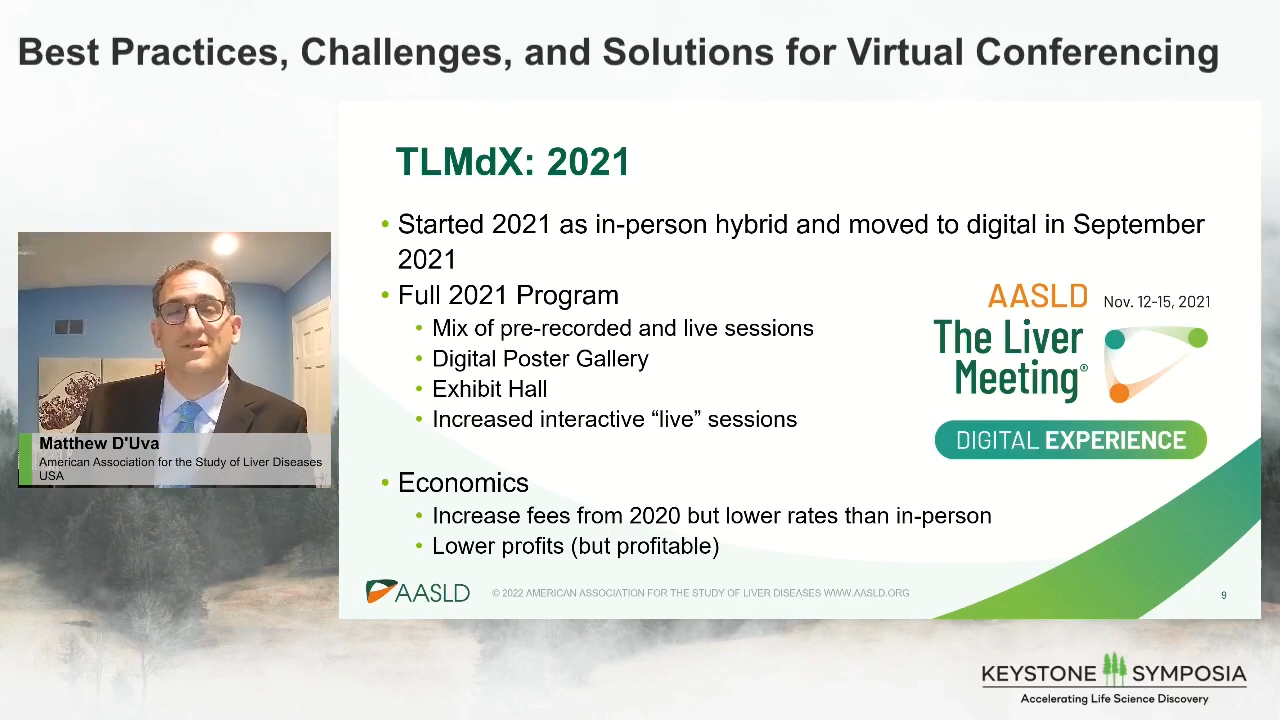 Best Practices, Challenges, and Solutions for Virtual Conferencing
TLMdX: 2021
• Started 2021 as in-person hybrid and moved to digital in September
2021
• Full 2021 Program
• Mix of pre-recorded and live sessions
• Digital Poster Gallery
• Exhibit Hall
• Increased interactive “live” sessions
AASLD Nov. 12-15, 2021
The Liver
Meeting®
DIGITAL EXPERIENCE
• Economics
• Increase fees from 2020 but lower rates than in-person
• Lower profits (but profitable)
AASLD © 2022 AMERICAN ASSOCIATION FOR THE STUDY OF LIVER DISEASES WWW.AASLD.ORG 9
Matthew D'Uva
American Association for the Study of Liver Diseases
USA
KEYSTONE SYMPOSIA
Accelerating Life Science Discovery